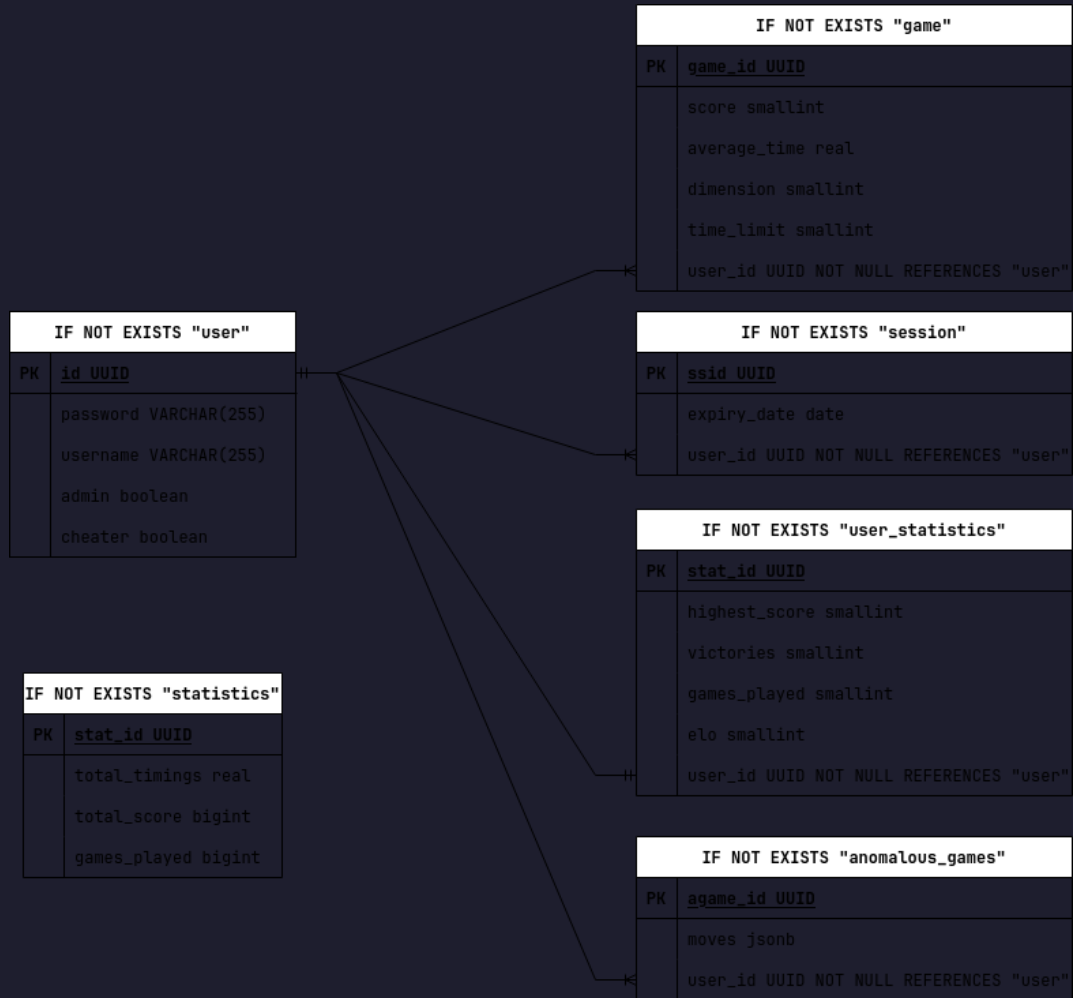 IF NOT EXISTS "game"
PK game_id UUID
score smallint
average_time real
dimension smallint
time_limit smallint
user_id UUID NOT NULL REFERENCES "user"
IF NOT EXISTS "user"
PK id UUID
password VARCHAR(255)
username VARCHAR(255)
admin boolean
cheater boolean
IF NOT EXISTS "session"
PK ssid UUID
expiry_date date
user_id UUID NOT NULL REFERENCES "user"
IF NOT EXISTS "user_statistics"
PK stat_id UUID
highest_score smallint
victories smallint
games_played smallint
elo smallint
user_id UUID NOT NULL REFERENCES "user"
IF NOT EXISTS "statistics"
PK stat_id UUID
total_timings real
total_score bigint
games_played bigint
IF NOT EXISTS "anomalous_games"
PK agame_id UUID
moves jsonb
user_id UUID NOT NULL REFERENCES "user"